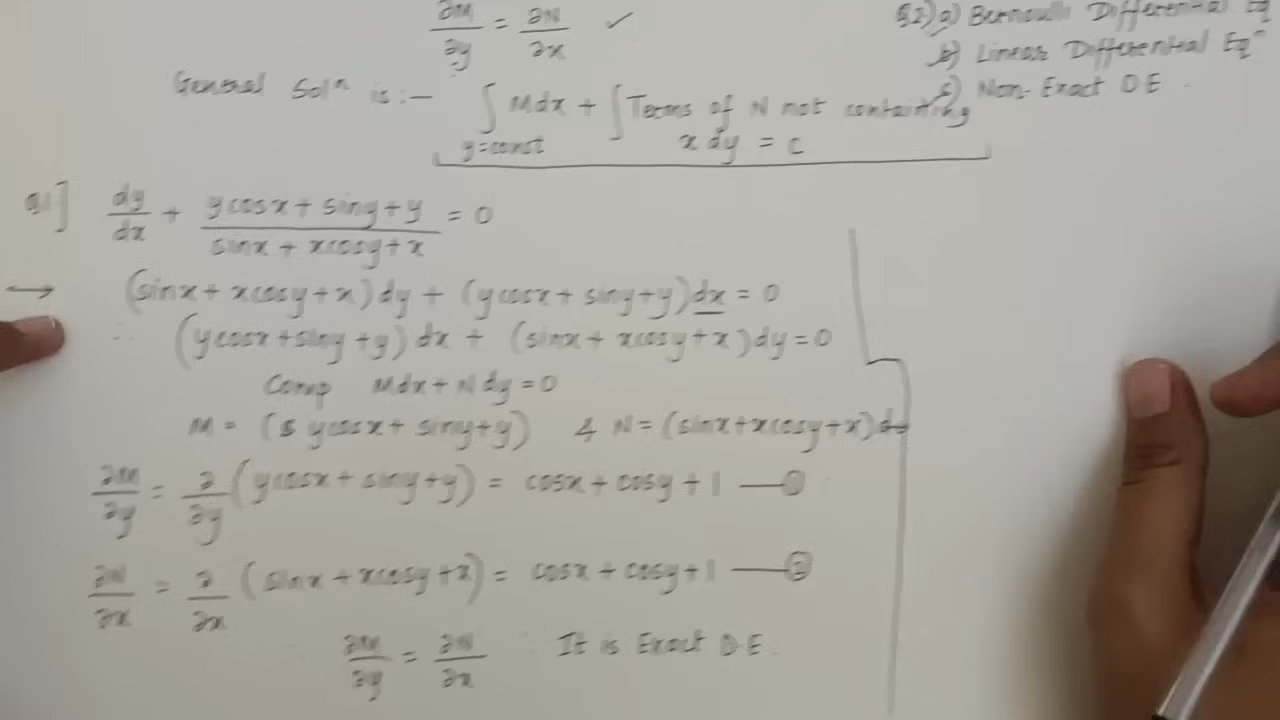 ∂M/∂y = ∂N/∂x ✓
Q2) a) Bernoulli Differential Eq
b) Linear Differential Eqⁿ
c) Non-Exact DE
General Solⁿ is :– ∫ Mdx + ∫ Terms of N not containing
y=const x dy = c
Q1] dy/dx + (ycosx + siny + y)/(sinx + xcosy + x) = 0
→ (sinx + xcosy + x) dy + (ycosx + siny + y) dx = 0
∴ (ycosx + siny + y) dx + (sinx + xcosy + x) dy = 0
Comp Mdx + Ndy = 0
M = (s ycosx + siny + y) & N = (sinx + xcosy + x) dy
∂M/∂y = ∂/∂y (ycosx + siny + y) = cosx + cosy + 1 —①
∂N/∂x = ∂/∂x (sinx + xcosy + x) = cosx + cosy + 1 —②
∂M/∂y = ∂N/∂x ∴ It is Exact D.E.